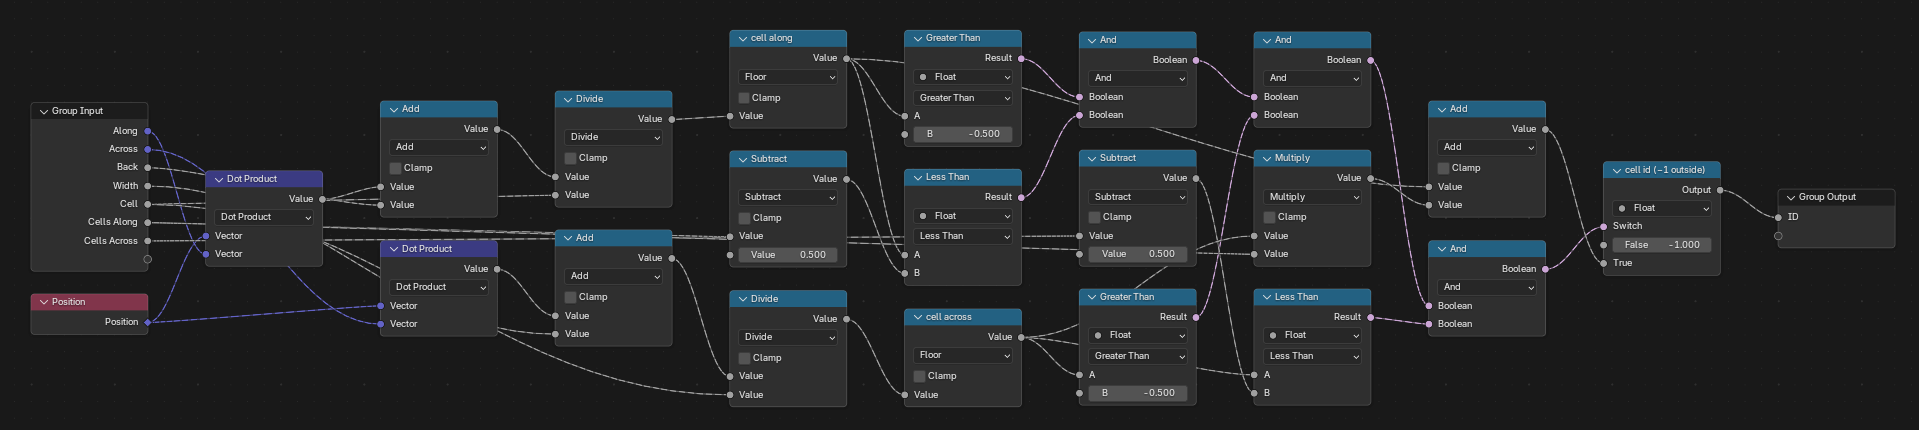 Group Input
Along
Across
Back
Width
Cell
Cells Along
Cells Across
Position
Position
Dot Product
Value
Dot Product
Vector
Vector
Add
Value
Add
Clamp
Value
Value
Dot Product
Value
Dot Product
Vector
Vector
Divide
Value
Divide
Clamp
Value
Value
Add
Value
Add
Clamp
Value
Value
cell along
Value
Floor
Clamp
Value
Subtract
Value
Subtract
Clamp
Value
Value 0.500
Divide
Value
Divide
Clamp
Value
Value
Greater Than
Result
Float
Greater Than
A
B -0.500
Less Than
Result
Float
Less Than
A
B
cell across
Value
Floor
Clamp
Value
And
Boolean
And
Boolean
Boolean
Subtract
Value
Subtract
Clamp
Value
Value 0.500
Greater Than
Result
Float
Greater Than
A
B -0.500
And
Boolean
And
Boolean
Boolean
Multiply
Value
Multiply
Clamp
Value
Value
Less Than
Result
Float
Less Than
A
B
Add
Value
Add
Clamp
Value
Value
And
Boolean
And
Boolean
Boolean
cell id (−1 outside)
Output
Float
Switch
False -1.000
True
Group Output
ID